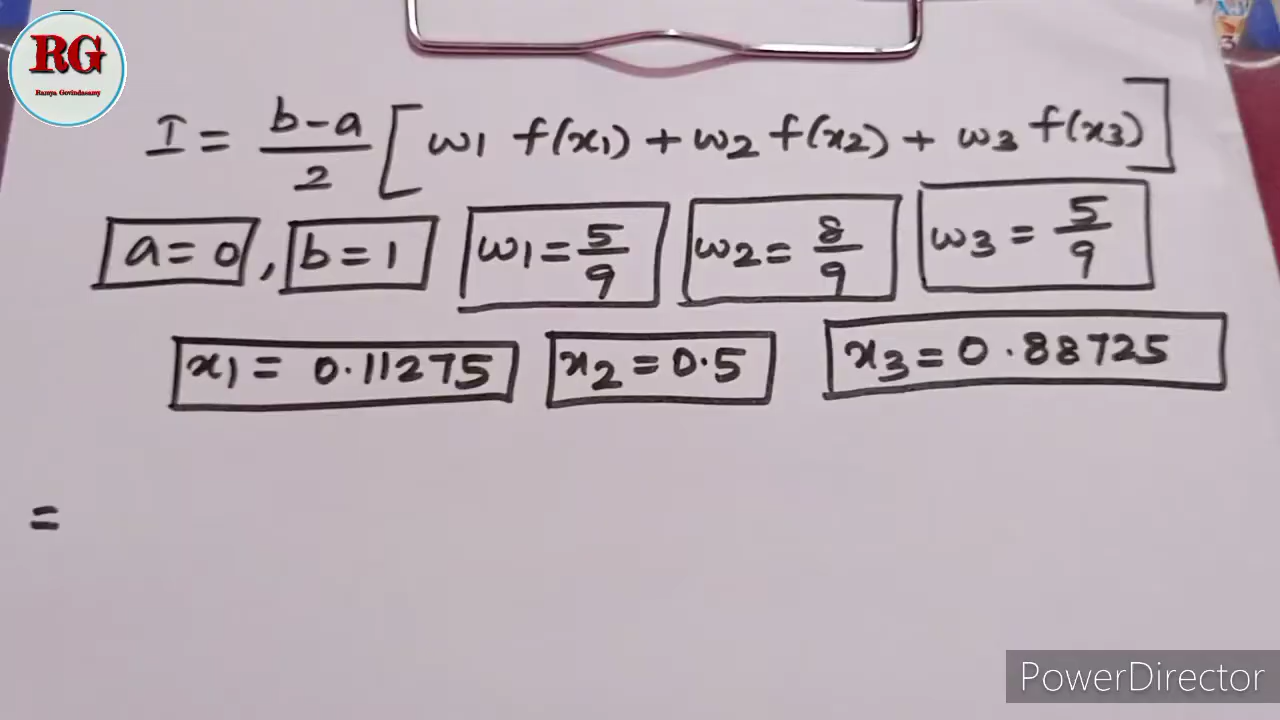 RG
Ramya Govindasamy
I = b-a/2 [ w1 f(x1) + w2 f(x2) + w3 f(x3) ]
a = 0 , b = 1 w1 = 5/9 w2 = 8/9 w3 = 5/9
x1 = 0.11275 x2 = 0.5 x3 = 0.88725
=
PowerDirector